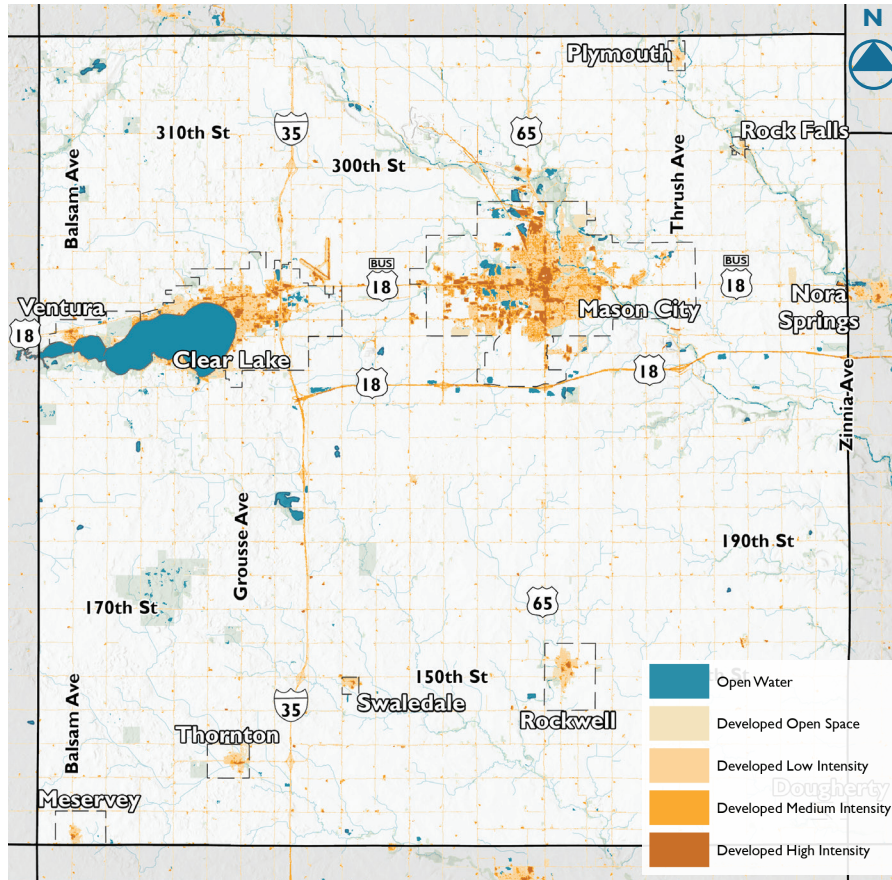 N
Plymouth
310th St
35
65
Rock Falls
300th St
Balsam Ave
Thrush Ave
BUS
18
BUS
18
Ventura
Nora
Springs
Mason City
18
Clear Lake
18
18
Zinnia Ave
Grousse Ave
190th St
170th St
65
150th St
Open Water
Swaledale
35
Rockwell
Developed Open Space
Balsam Ave
Thornton
Developed Low Intensity
Dougherty
Meservey
Developed Medium Intensity
Developed High Intensity